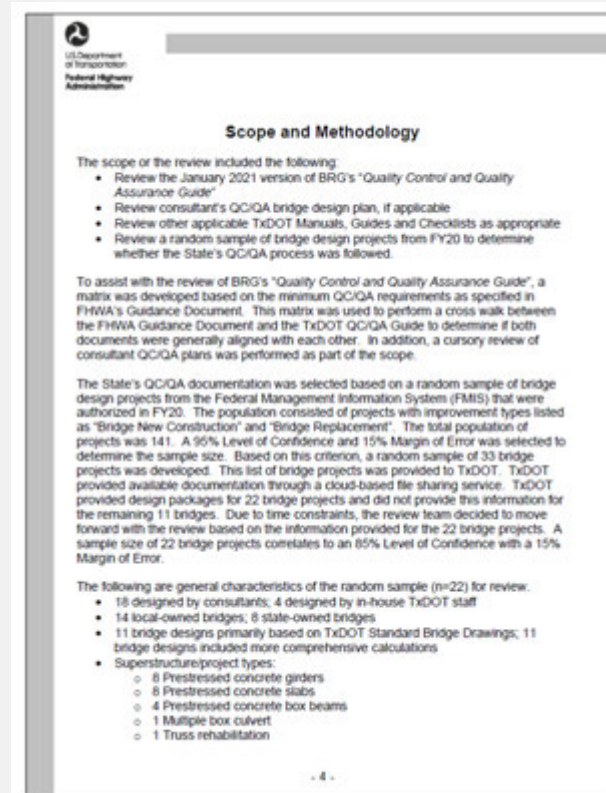 U.S. Department
of Transportation
Federal Highway
Administration
Scope and Methodology
The scope or the review included the following:
• Review the January 2021 version of BRG's "Quality Control and Quality
Assurance Guide"
• Review consultant's QC/QA bridge design plan, if applicable
• Review other applicable TxDOT Manuals, Guides and Checklists as appropriate
• Review a random sample of bridge design projects from FY20 to determine
whether the State's QC/QA process was followed.
To assist with the review of BRG's "Quality Control and Quality Assurance Guide", a
matrix was developed based on the minimum QC/QA requirements as specified in
FHWA's Guidance Document. This matrix was used to perform a cross walk between
the FHWA Guidance Document and the TxDOT QC/QA Guide to determine if both
documents were generally aligned with each other. In addition, a cursory review of
consultant QC/QA plans was performed as part of the scope.
The State's QC/QA documentation was selected based on a random sample of bridge
design projects from the Federal Management Information System (FMIS) that were
authorized in FY20. The population consisted of projects with improvement types listed
as "Bridge New Construction" and "Bridge Replacement". The total population of
projects was 141. A 95% Level of Confidence and 15% Margin of Error was selected to
determine the sample size. Based on this criterion, a random sample of 33 bridge
projects was developed. This list of bridge projects was provided to TxDOT. TxDOT
provided available documentation through a cloud-based file sharing service. TxDOT
provided design packages for 22 bridge projects and did not provide this information for
the remaining 11 bridges. Due to time constraints, the review team decided to move
forward with the review based on the information provided for the 22 bridge projects. A
sample size of 22 bridge projects correlates to an 85% Level of Confidence with a 15%
Margin of Error.
The following are general characteristics of the random sample (n=22) for review.
• 18 designed by consultants; 4 designed by in-house TxDOT staff
• 14 local-owned bridges; 8 state-owned bridges
• 11 bridge designs primarily based on TxDOT Standard Bridge Drawings; 11
bridge designs included more comprehensive calculations
• Superstructure/project types:
o 8 Prestressed concrete girders
o 8 Prestressed concrete slabs
o 4 Prestressed concrete box beams
o 1 Multiple box culvert
o 1 Truss rehabilitation
- 4 -